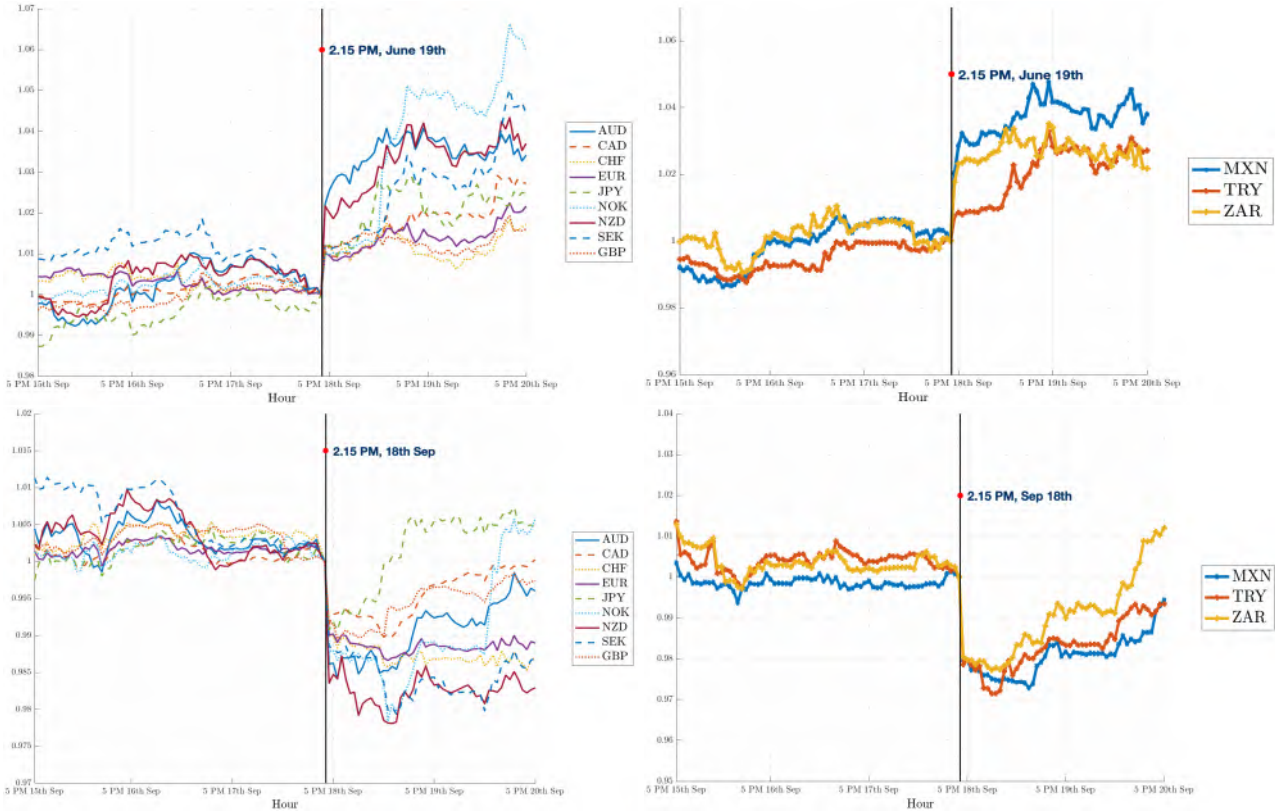 1.07
1.06
1.05
1.04
1.03
1.02
1.01
1
0.99
0.98
2.15 PM, June 19th
5 PM 15th Sep
5 PM 16th Sep
5 PM 17th Sep
5 PM 18th Sep
5 PM 19th Sep
5 PM 20th Sep
Hour
AUD
CAD
CHF
EUR
JPY
NOK
NZD
SEK
GBP
1.06
1.04
1.02
1
0.98
0.96
2.15 PM, June 19th
5 PM 15th Sep
5 PM 16th Sep
5 PM 17th Sep
5 PM 18th Sep
5 PM 19th Sep
5 PM 20th Sep
Hour
MXN
TRY
ZAR
1.02
1.015
1.01
1.005
1
0.995
0.99
0.985
0.98
0.975
0.97
2.15 PM, 18th Sep
5 PM 15th Sep
5 PM 16th Sep
5 PM 17th Sep
5 PM 18th Sep
5 PM 19th Sep
5 PM 20th Sep
Hour
AUD
CAD
CHF
EUR
JPY
NOK
NZD
SEK
GBP
1.04
1.03
1.02
1.01
1
0.99
0.98
0.97
0.96
0.95
2.15 PM, Sep 18th
5 PM 15th Sep
5 PM 16th Sep
5 PM 17th Sep
5 PM 18th Sep
5 PM 19th Sep
5 PM 20th Sep
Hour
MXN
TRY
ZAR